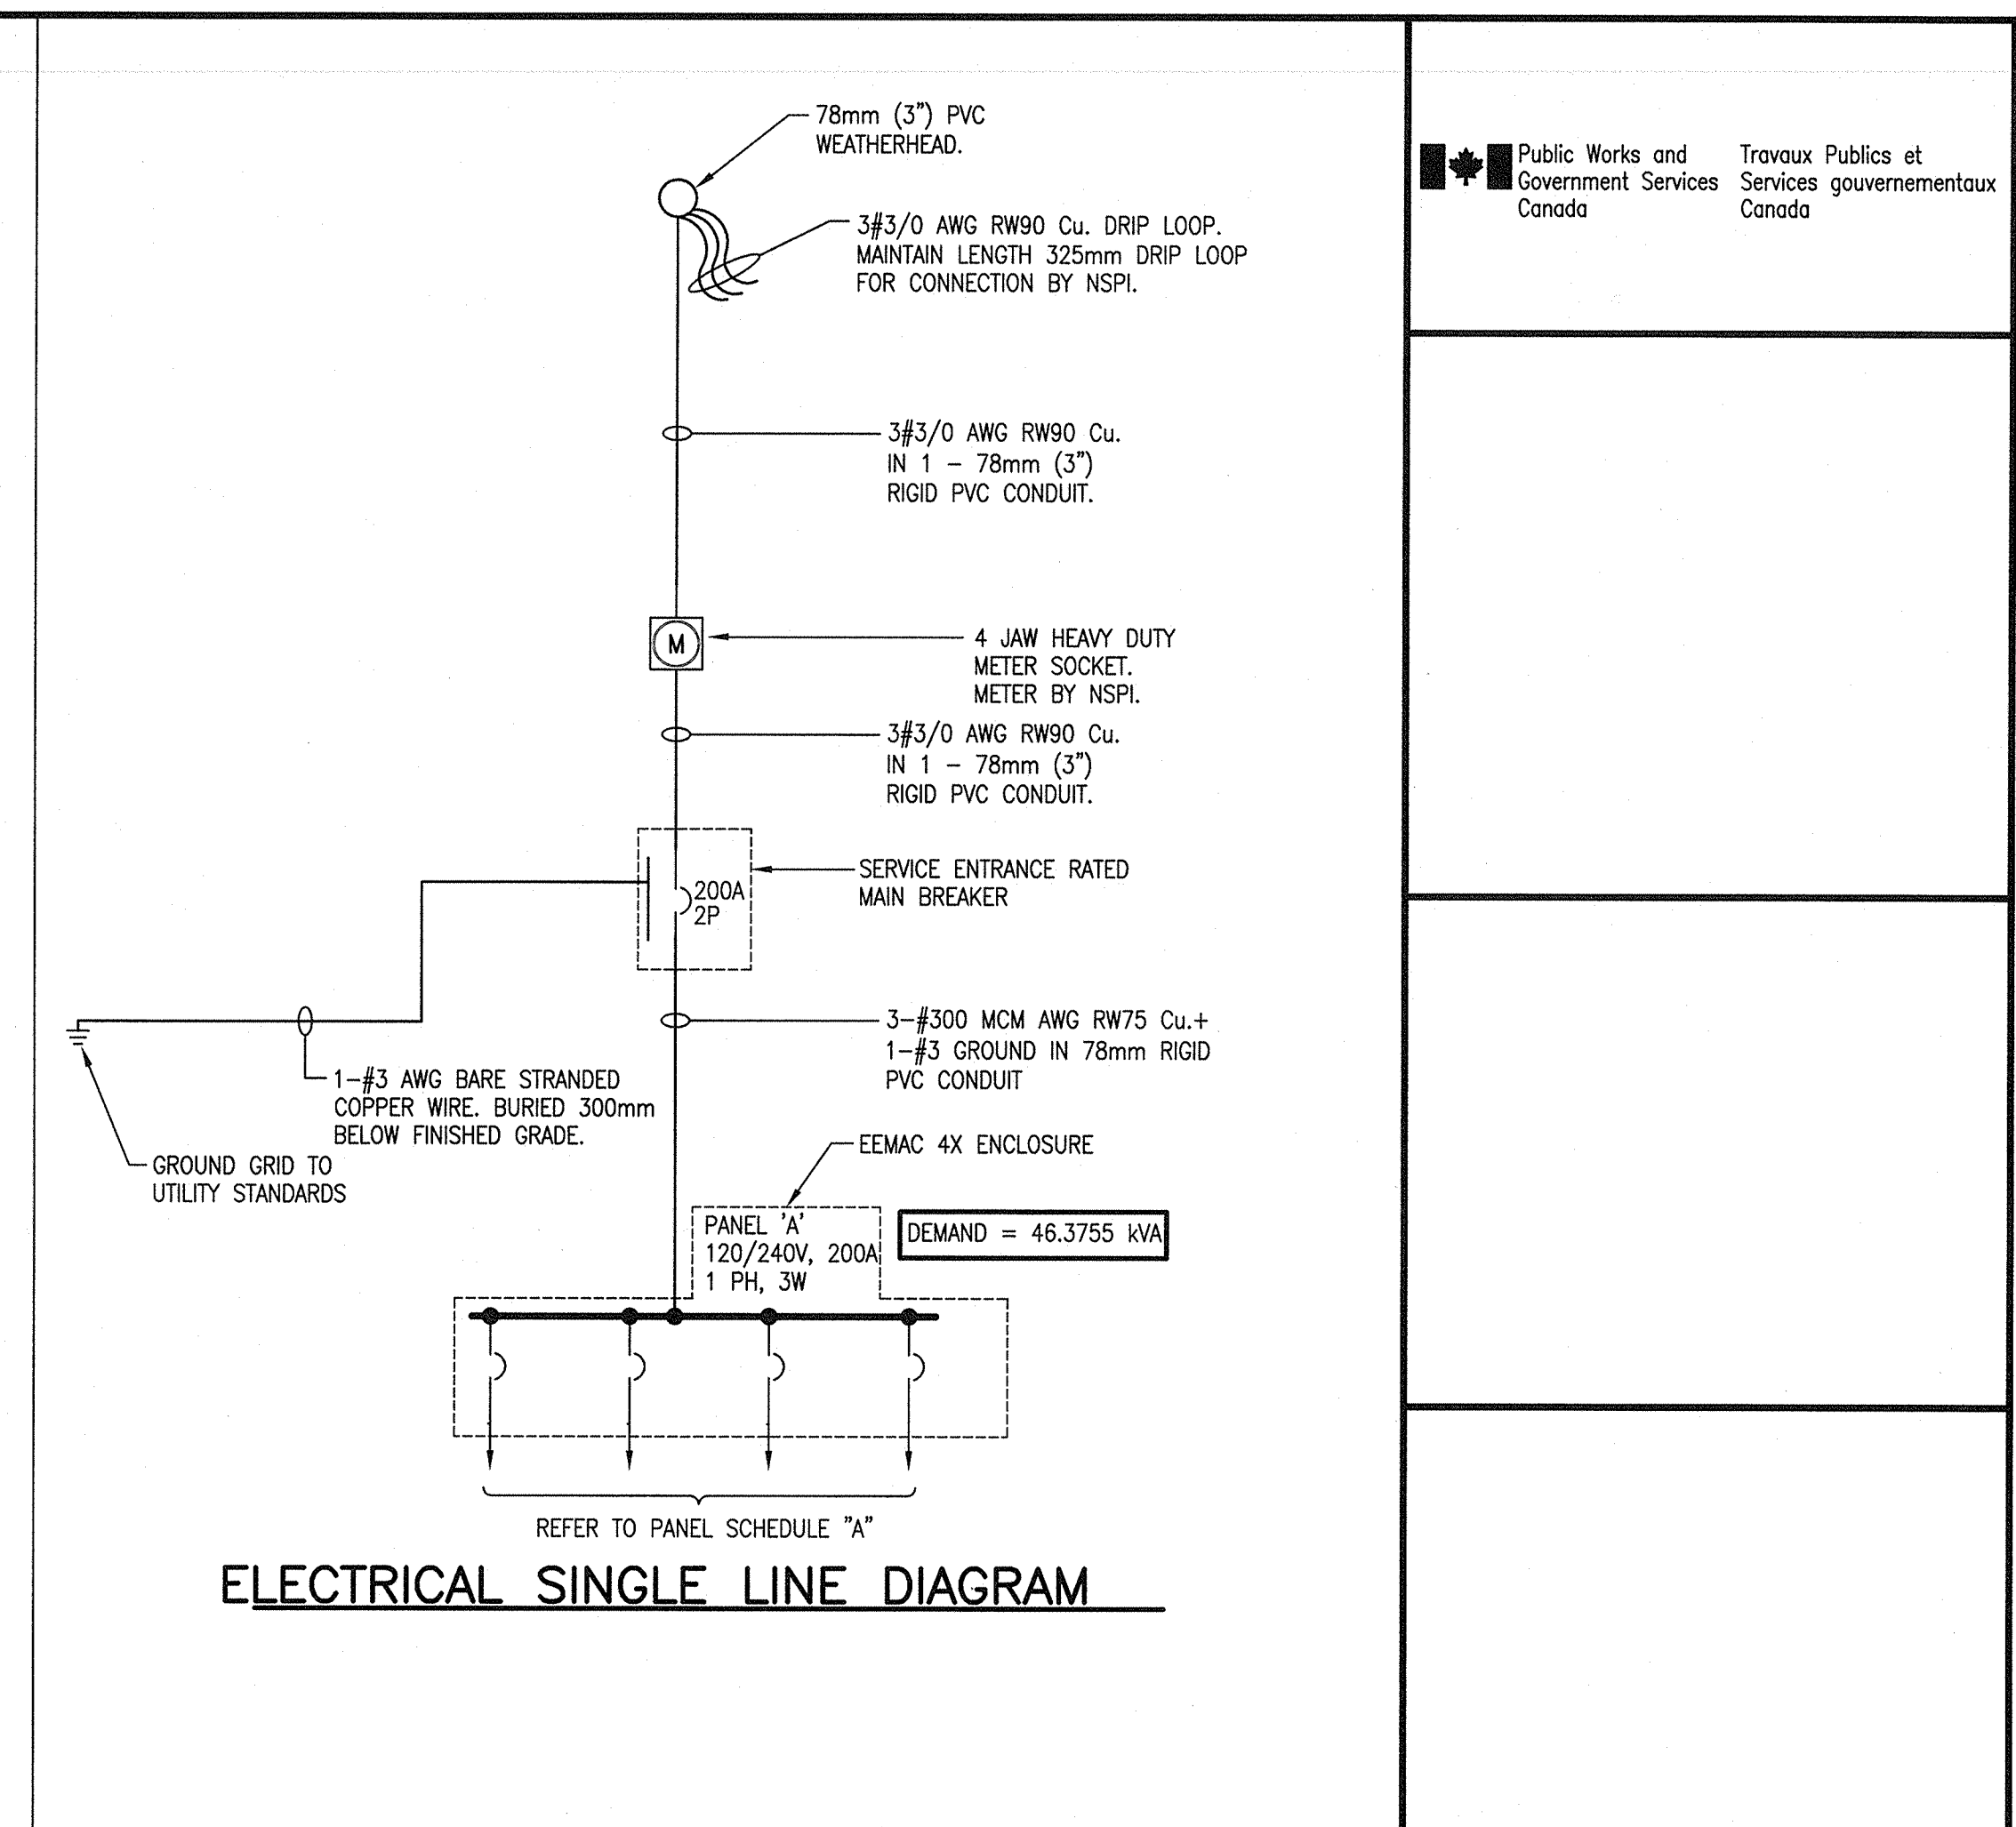 78mm (3") PVC
WEATHERHEAD.
3#3/0 AWG RW90 Cu. DRIP LOOP.
MAINTAIN LENGTH 325mm DRIP LOOP
FOR CONNECTION BY NSPI.
3#3/0 AWG RW90 Cu.
IN 1 – 78mm (3")
RIGID PVC CONDUIT.
M
4 JAW HEAVY DUTY
METER SOCKET.
METER BY NSPI.
3#3/0 AWG RW90 Cu.
IN 1 – 78mm (3")
RIGID PVC CONDUIT.
200A
2P
SERVICE ENTRANCE RATED
MAIN BREAKER
3-#300 MCM AWG RW75 Cu.+
1-#3 GROUND IN 78mm RIGID
PVC CONDUIT
1-#3 AWG BARE STRANDED
COPPER WIRE. BURIED 300mm
BELOW FINISHED GRADE.
GROUND GRID TO
UTILITY STANDARDS
EEMAC 4X ENCLOSURE
PANEL 'A'
120/240V, 200A
1 PH, 3W
DEMAND = 46.3755 kVA
REFER TO PANEL SCHEDULE "A"
ELECTRICAL SINGLE LINE DIAGRAM
Public Works and
Government Services
Canada
Travaux Publics et
Services gouvernementaux
Canada